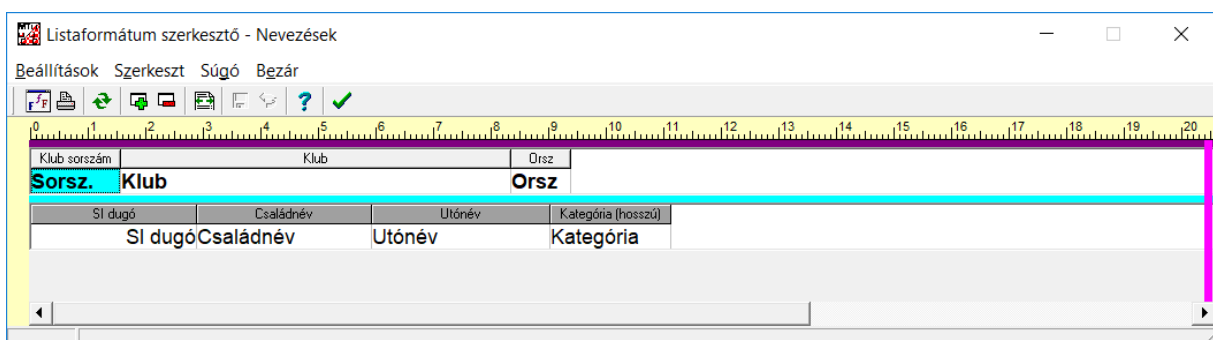 Listaformátum szerkesztő - Nevezések
Beállítások Szerkeszt Súgó Bezár
0 1 2 3 4 5 6 7 8 9 10 11 12 13 14 15 16 17 18 19 20
Klub sorszám Klub Orsz
Sorsz. Klub Orsz
SI dugó Családnév Utónév Kategória (hosszú)
SI dugó Családnév Utónév Kategória